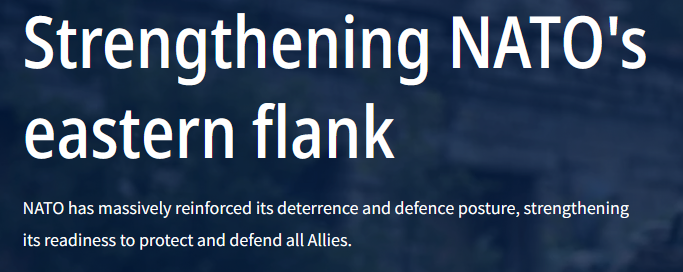 Strengthening NATO's
eastern flank
NATO has massively reinforced its deterrence and defence posture, strengthening
its readiness to protect and defend all Allies.